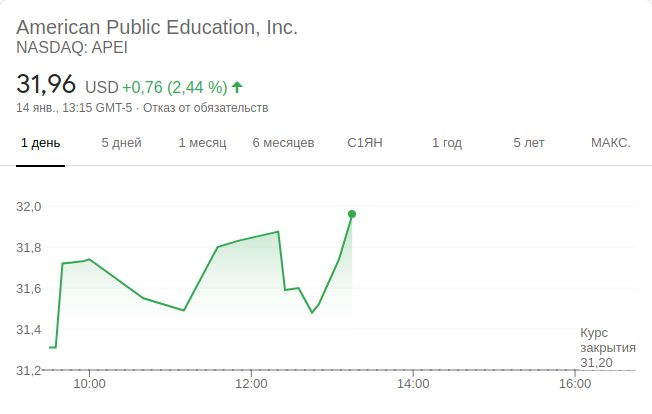 American Public Education, Inc.
NASDAQ: APEI
31,96 USD +0,76 (2,44 %)
14 янв., 13:15 GMT-5 · Отказ от обязательств
1 день 5 дней 1 месяц 6 месяцев С1ЯН 1 год 5 лет МАКС.
32,0
31,8
31,6
31,4
31,2
Курс
закрытия
31,20
10:00 12:00 14:00 16:00